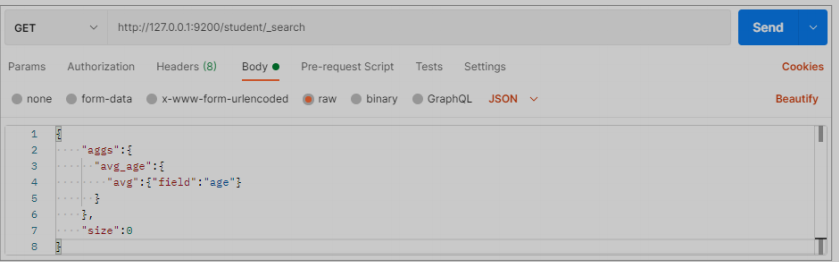 GET http://127.0.0.1:9200/student/_search Send
Params Authorization Headers (8) Body Pre-request Script Tests Settings Cookies
none form-data x-www-form-urlencoded raw binary GraphQL JSON Beautify
1 {
2 "aggs":{
3 "avg_age":{
4 "avg":{"field":"age"}
5 }
6 },
7 "size":0
8 }